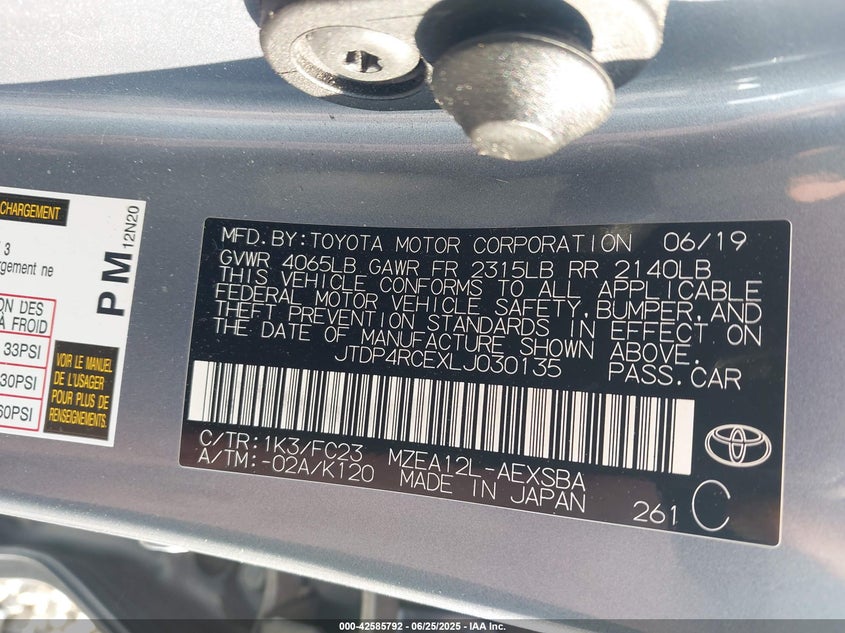 CHARGEMENT
3
rgement ne
ION DES
À FROID
33PSI
30PSI
60PSI
VOIR LE MANUEL
DE L'USAGER
POUR PLUS DE
RENSEIGNEMENTS.
PM
12N20
MFD.BY:TOYOTA MOTOR CORPORATION 06/19
GVWR 4065LB GAWR FR 2315LB RR 2140LB
THIS VEHICLE CONFORMS TO ALL APPLICABLE
FEDERAL MOTOR VEHICLE SAFETY,BUMPER,AND
THEFT PREVENTION STANDARDS IN EFFECT ON
THE DATE OF MANUFACTURE SHOWN ABOVE.
JTDP4RCEXLJ030135 PASS.CAR
C/TR:1K3/FC23 MZEA12L-AEXSBA
A/TM:-02A/K120 MADE IN JAPAN
261 C
000-42585792 - 06/25/2025 - IAA Inc.